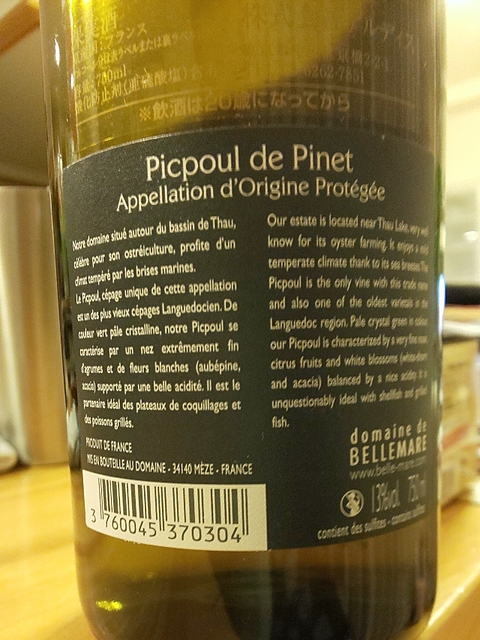 フランス
750ml
※飲酒は20歳になってから
Picpoul de Pinet
Appellation d'Origine Protégée
Notre domaine situé autour du bassin de Thau,
célèbre pour son ostréiculture, profite d'un
climat tempéré par les brises marines.
Le Picpoul, cépage unique de cette appellation
est un des plus vieux cépages Languedocien. De
couleur vert pâle cristalline, notre Picpoul se
caractérise par un nez extrêmement fin
d'agrumes et de fleurs blanches (aubépine,
acacia) supporté par une belle acidité. Il est le
partenaire idéal des plateaux de coquillages et
des poissons grillés.
PRODUIT DE FRANCE
MIS EN BOUTEILLE AU DOMAINE - 34140 MÈZE - FRANCE
3 760045 370304
Our estate is located near Thau Lake, very well
know for its oyster farming. It enjoys a mild
temperate climate thank to its sea breezes. The
Picpoul is the only vine with this trade name
and also one of the oldest varieties in the
Languedoc region. Pale crystal green in colour
our Picpoul is characterized by a very fine nose,
citrus fruits and white blossoms (white-thorn
and acacia) balanced by a nice acidity. It is
unquestionably ideal with shellfish and grilled
fish.
domaine de
BELLEMARE
www.belle-mare.com
13%vol. 750 ml
contient des sulfites - contains sulfites